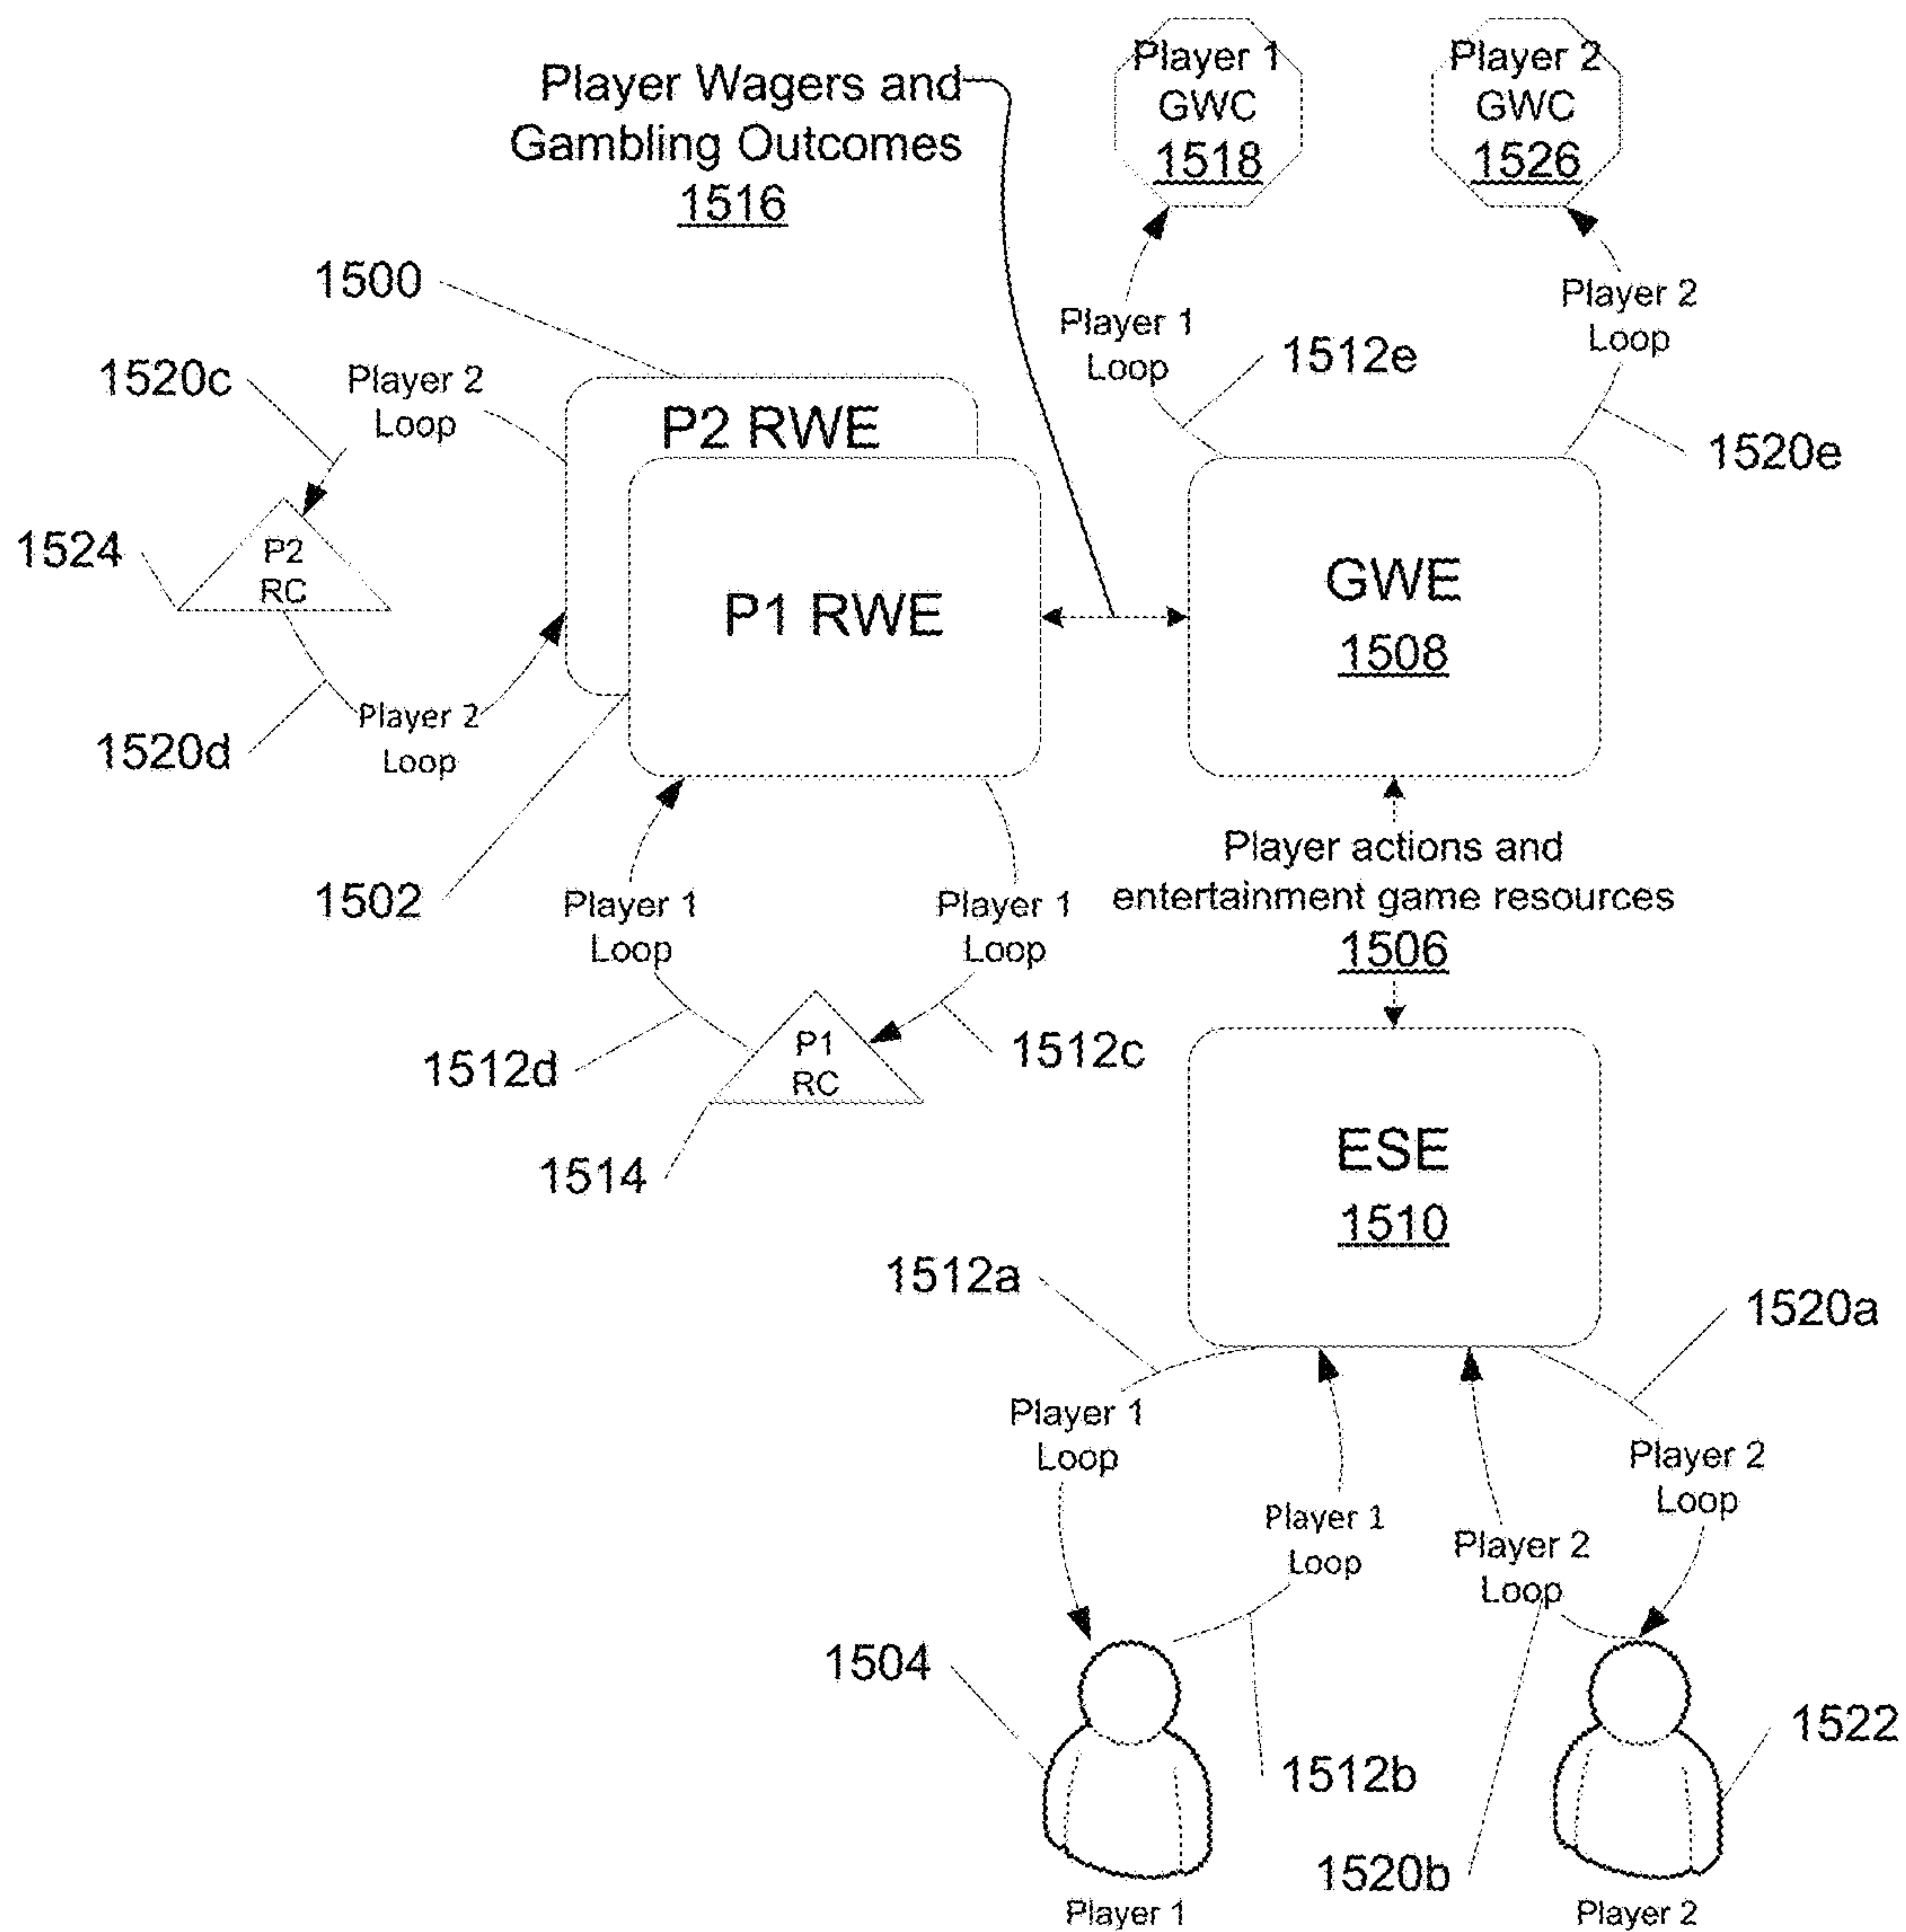 Player Wagers and
Gambling Outcomes
1516
Player 1
GWC
1518
Player 2
GWC
1526
1500
Player 1
Loop
1512e
Player 2
Loop
1520e
1520c
Player 2
Loop
P2 RWE
1524
P2
RC
P1 RWE
GWE
1508
1520d
Player 2
Loop
1502
Player 1
Loop
Player 1
Loop
Player actions and
entertainment game resources
1506
1512d
P1
RC
1512c
1514
ESE
1510
1512a
1520a
Player 1
Loop
Player 2
Loop
Player 1
Loop
Player 2
Loop
1504
1522
1512b
1520b
Player 1
Player 2